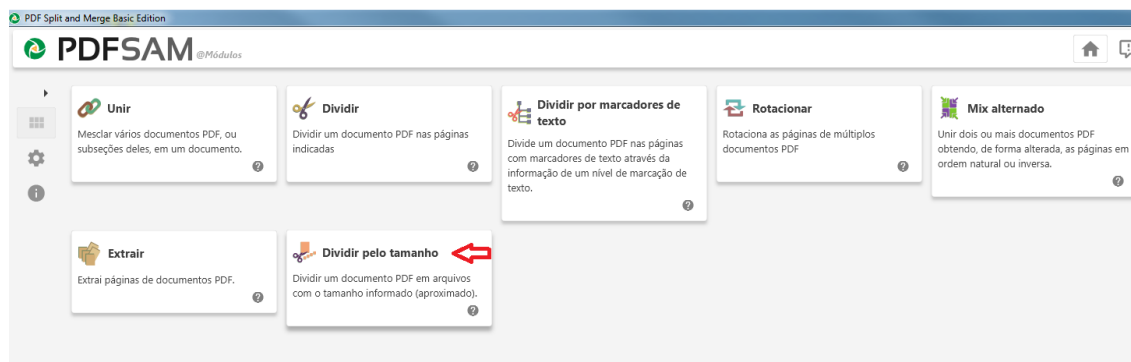 PDF Split and Merge Basic Edition
PDFSAM @Módulos
Unir
Mesclar vários documentos PDF, ou
subseções deles, em um documento.
Dividir
Dividir um documento PDF nas páginas
indicadas
Dividir por marcadores de
texto
Divide um documento PDF nas páginas
com marcadores de texto através da
informação de um nível de marcação de
texto.
Rotacionar
Rotaciona as páginas de múltiplos
documentos PDF
Mix alternado
Unir dois ou mais documentos PDF
obtendo, de forma alterada, as páginas em
ordem natural ou inversa.
Extrair
Extrai páginas de documentos PDF.
Dividir pelo tamanho
Dividir um documento PDF em arquivos
com o tamanho informado (aproximado).